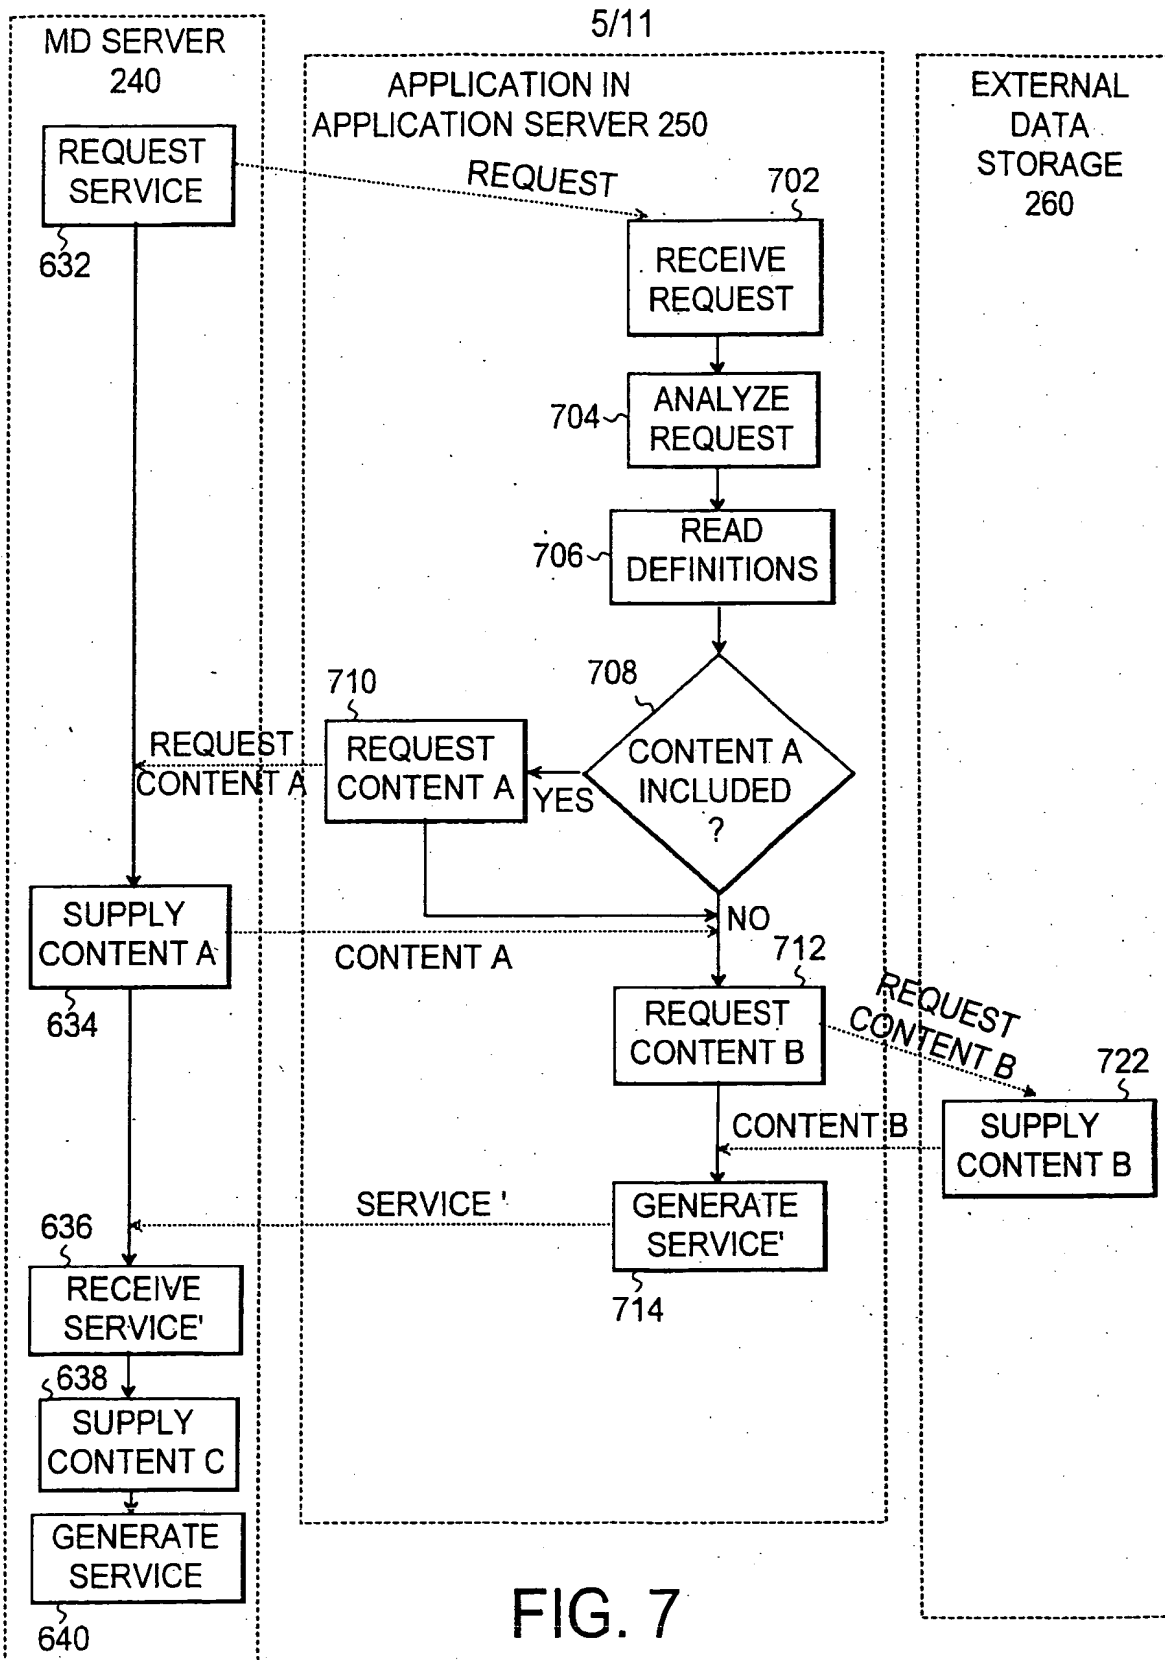 5/11
MD SERVER
240
APPLICATION IN
APPLICATION SERVER 250
EXTERNAL
DATA
STORAGE
260
REQUEST
SERVICE
632
REQUEST
702
RECEIVE
REQUEST
704
ANALYZE
REQUEST
706
READ
DEFINITIONS
708
CONTENT A
INCLUDED
?
YES
NO
710
REQUEST
CONTENT A
REQUEST
CONTENT A
SUPPLY
CONTENT A
634
CONTENT A
712
REQUEST
CONTENT B
REQUEST
CONTENT B
722
SUPPLY
CONTENT B
CONTENT B
GENERATE
SERVICE'
714
SERVICE '
636
RECEIVE
SERVICE'
638
SUPPLY
CONTENT C
GENERATE
SERVICE
640
FIG. 7